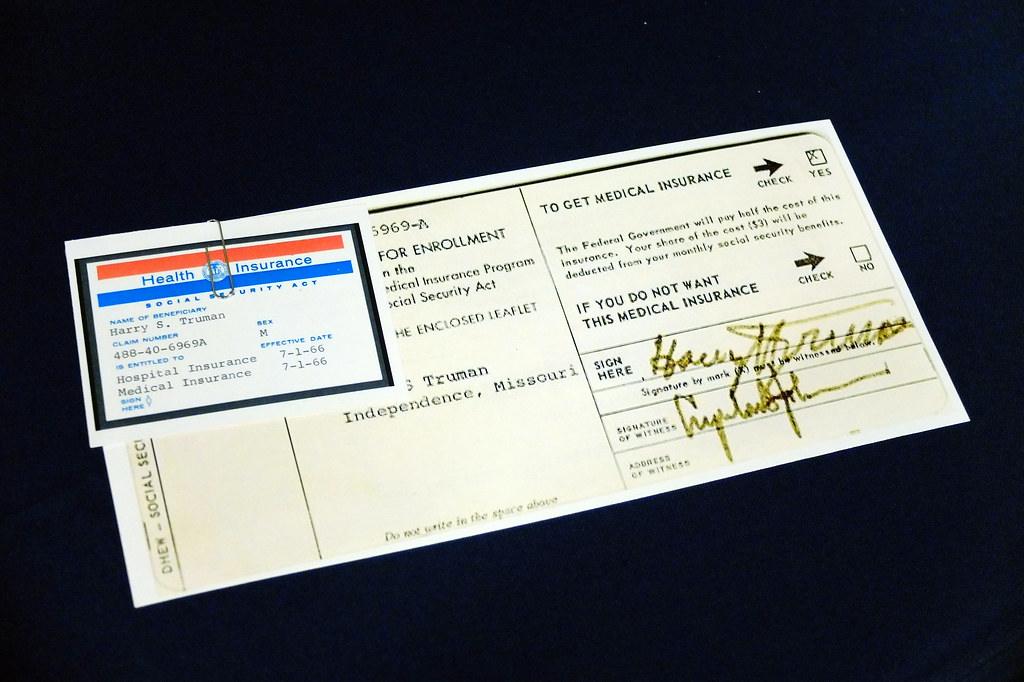 Health Insurance
SOCIAL SECURITY ACT
NAME OF BENEFICIARY
Harry S. Truman
CLAIM NUMBER
SEX
488-40-6969A
M
IS ENTITLED TO
EFFECTIVE DATE
Hospital Insurance
7-1-66
Medical Insurance
7-1-66
SIGN
HERE
6969-A
FOR ENROLLMENT
n the
edical Insurance Program
ocial Security Act
HE ENCLOSED LEAFLET
S Truman
Independence, Missouri
Do not write in the space above
DHEW - SOCIAL SECU
TO GET MEDICAL INSURANCE
CHECK
X
YES
The Federal Government will pay half the cost of this
insurance. Your share of the cost ($3) will be
deducted from your monthly social security benefits.
IF YOU DO NOT WANT
THIS MEDICAL INSURANCE
CHECK
NO
SIGN
HERE
Harry S Truman
Signature by mark (X) must be witnessed below.
SIGNATURE
OF WITNESS
ADDRESS
OF WITNESS